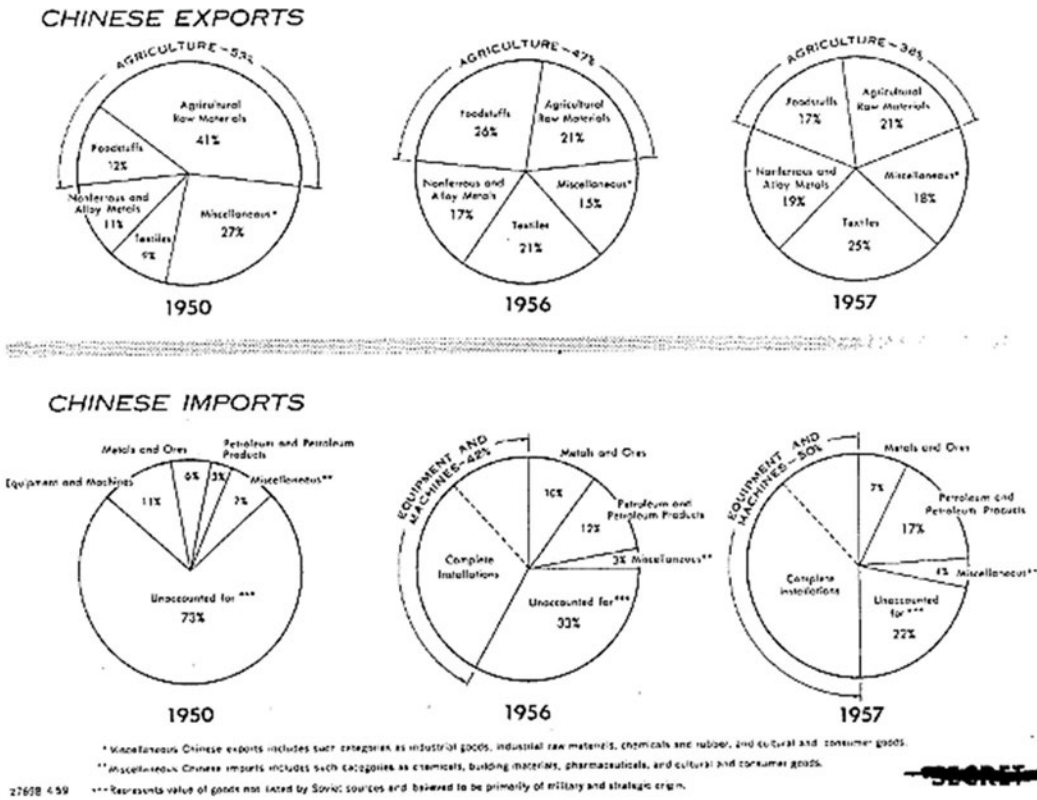 CHINESE EXPORTS
AGRICULTURE—53%
Agricultural
Raw Materials
41%
Foodstuffs
12%
Nonferrous and
Alloy Metals
11%
Textiles
9%
Miscellaneous*
27%
1950
AGRICULTURE—47%
Foodstuffs
26%
Agricultural
Raw Materials
21%
Nonferrous and
Alloy Metals
17%
Miscellaneous*
15%
Textiles
21%
1956
AGRICULTURE—38%
Foodstuffs
17%
Agricultural
Raw Materials
21%
Nonferrous and
Alloy Metals
19%
Miscellaneous*
18%
Textiles
25%
1957
CHINESE IMPORTS
Metals and Ores
6%
Petroleum and Petroleum
Products
3%
Equipment and Machines
11%
Miscellaneous**
7%
Unaccounted for***
73%
1950
EQUIPMENT AND
MACHINES—42%
Metals and Ores
10%
Petroleum and
Petroleum Products
12%
3% Miscellaneous**
Complete
Installations
Unaccounted for***
33%
1956
EQUIPMENT AND
MACHINES—50%
Metals and Ores
7%
Petroleum and
Petroleum Products
17%
4% Miscellaneous**
Complete
Installations
Unaccounted
for***
22%
1957
* Miscellaneous Chinese exports includes such categories as industrial goods, industrial raw materials, chemicals and rubber, and cultural and consumer goods.
** Miscellaneous Chinese imports includes such categories as chemicals, building materials, pharmaceuticals, and cultural and consumer goods.
*** Represents value of goods not listed by Soviet sources and believed to be primarily of military and strategic origin.
SECRET
4-59